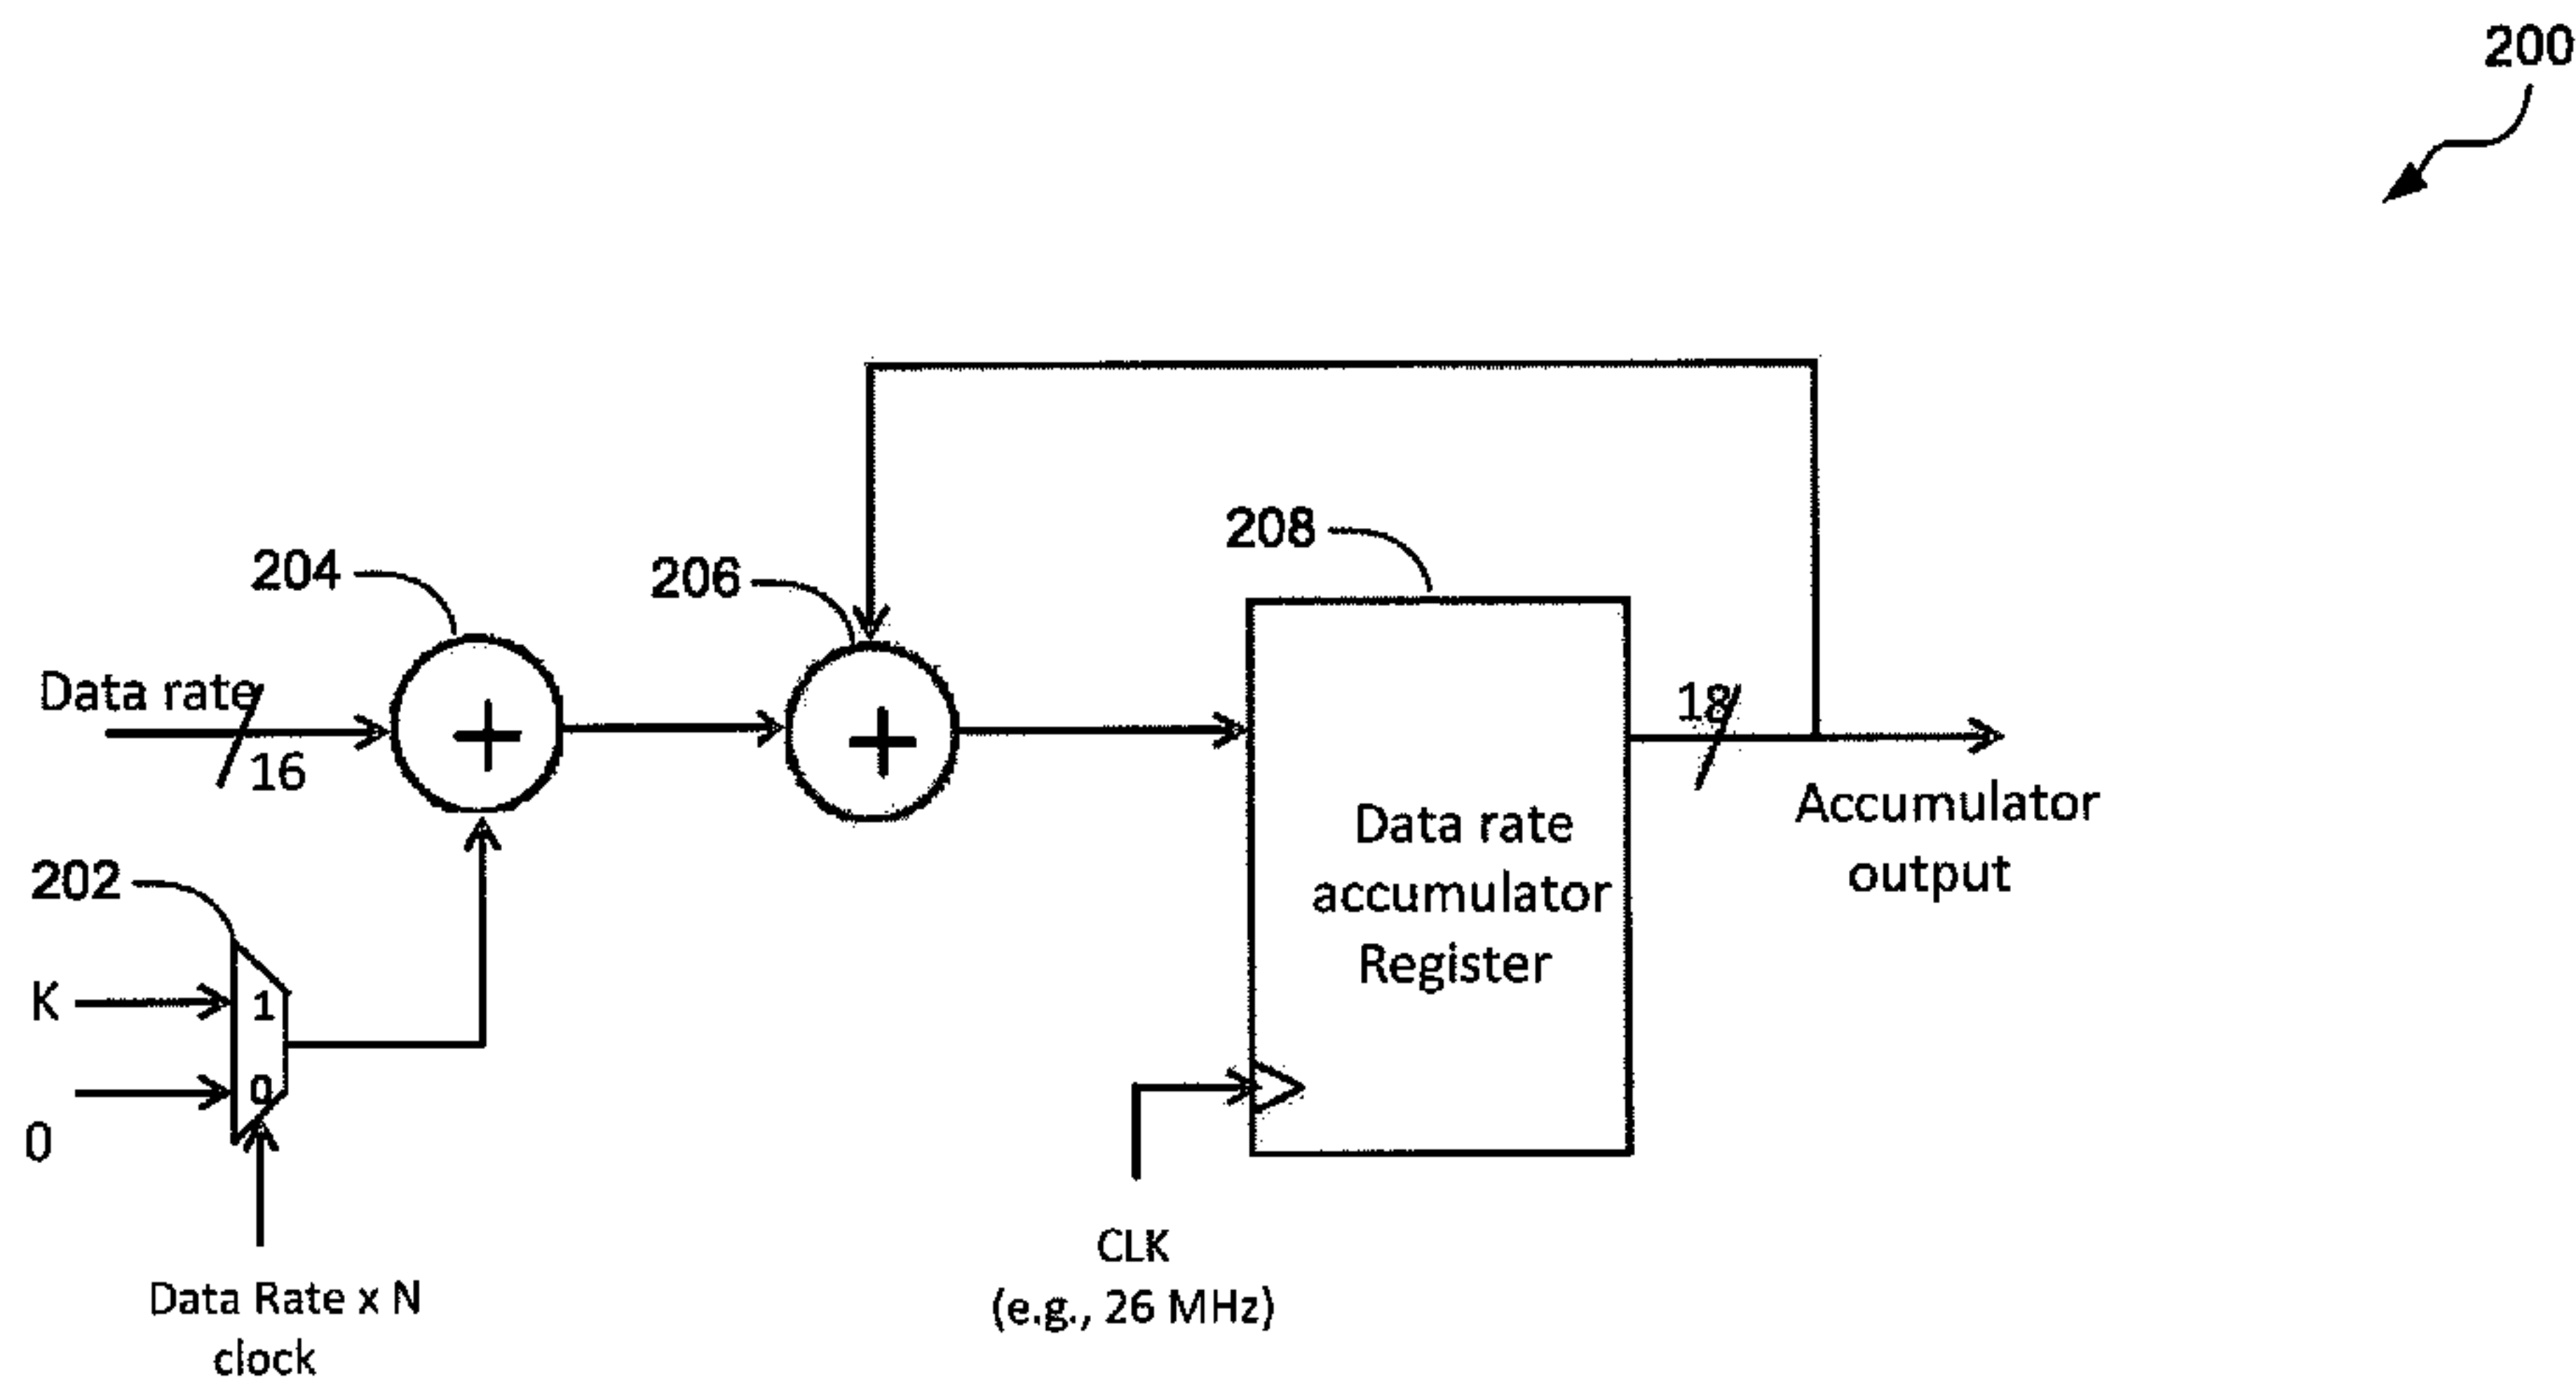 200
208
204
206
Data rate
16
18
Accumulator
output
Data rate
accumulator
Register
202
K
1
0
0
CLK
(e.g., 26 MHz)
Data Rate x N
clock